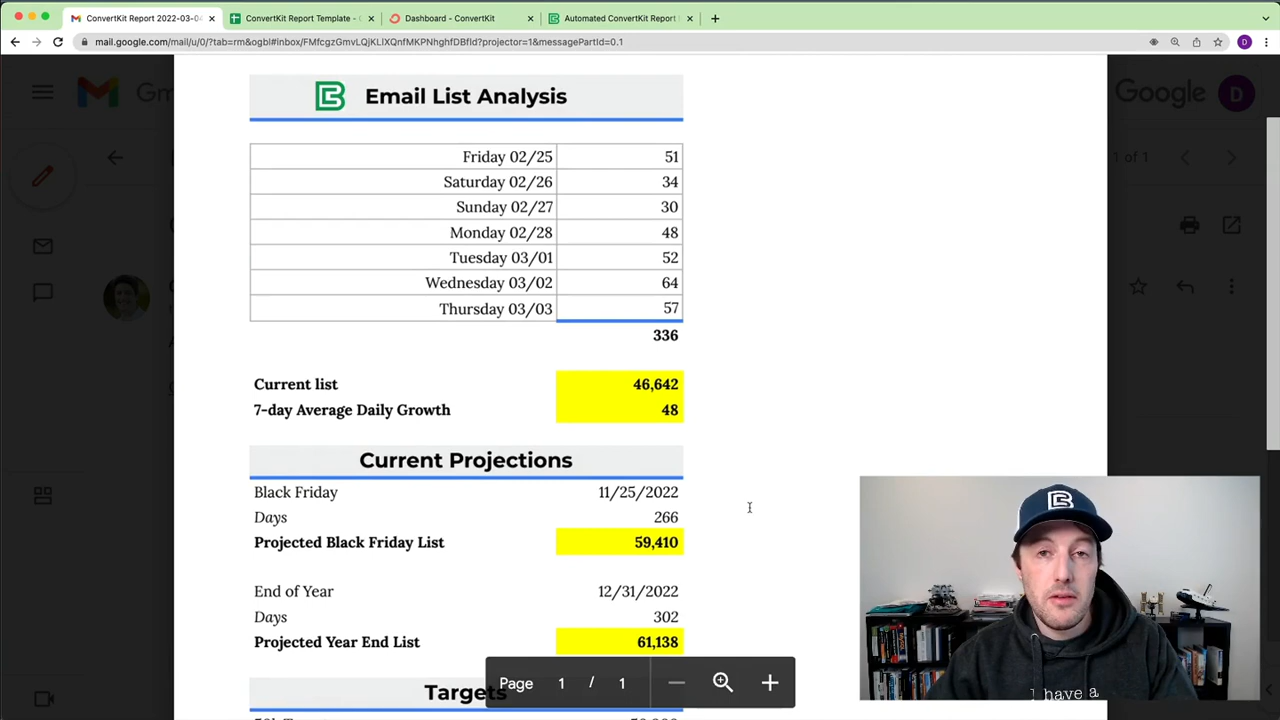 ConvertKit Report 2022-03-04
ConvertKit Report Template -
Dashboard - ConvertKit
Automated ConvertKit Report
mail.google.com/mail/u/0/?tab=rm&ogbl#inbox/FMfcgzGmvLQjKLlXQnfMKPNhghfDBfld?projector=1&messagePartId=0.1
D
Google
D
Email List Analysis
Friday 02/25 51
Saturday 02/26 34
Sunday 02/27 30
Monday 02/28 48
Tuesday 03/01 52
Wednesday 03/02 64
Thursday 03/03 57
336
Current list 46,642
7-day Average Daily Growth 48
Current Projections
Black Friday 11/25/2022
Days 266
Projected Black Friday List 59,410
End of Year 12/31/2022
Days 302
Projected Year End List 61,138
Targets
Page 1 / 1
1 of 1
I have a